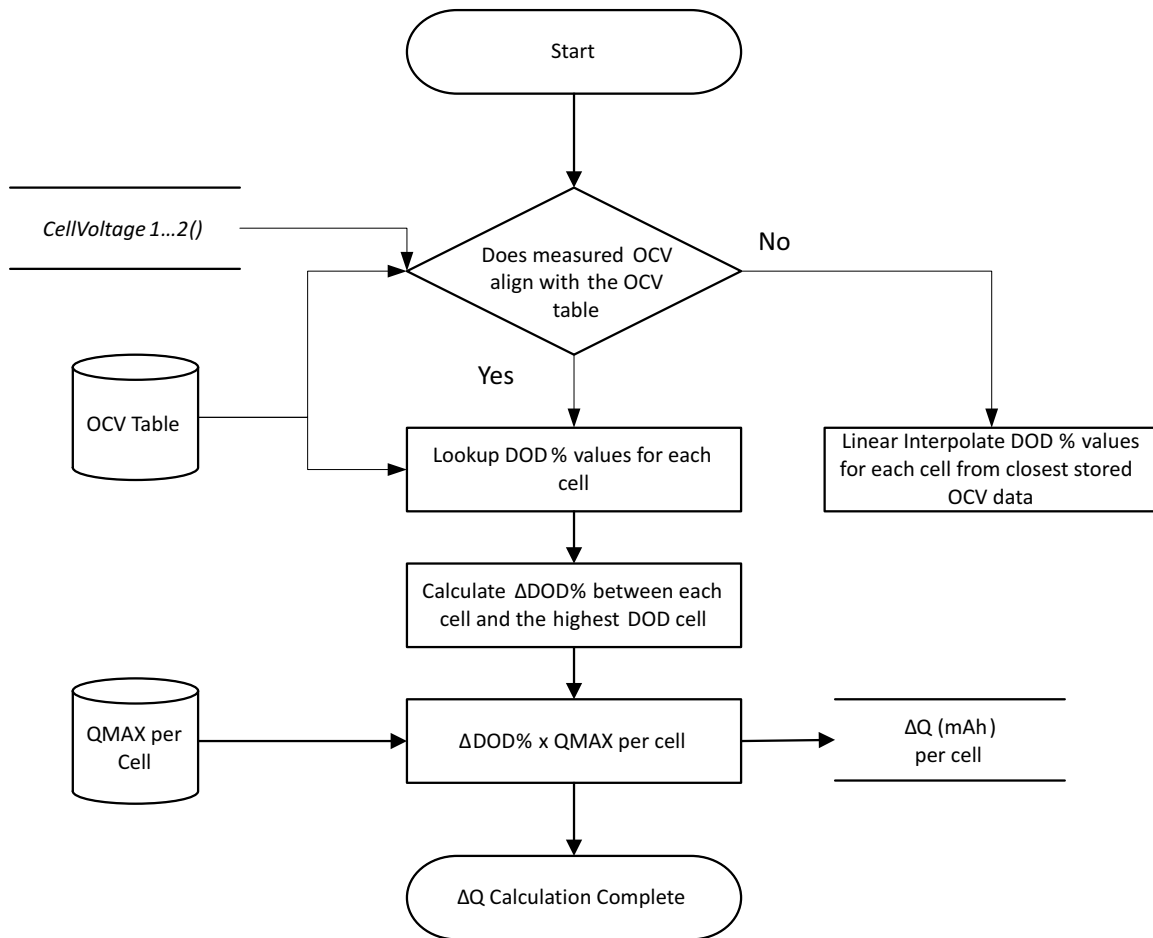 Start
CellVoltage 1...2()
Does measured OCV
align with the OCV
table
No
Yes
OCV Table
Lookup DOD % values for each
cell
Linear Interpolate DOD % values
for each cell from closest stored
OCV data
Calculate ΔDOD% between each
cell and the highest DOD cell
QMAX per
Cell
ΔDOD% x QMAX per cell
ΔQ (mAh)
per cell
ΔQ Calculation Complete